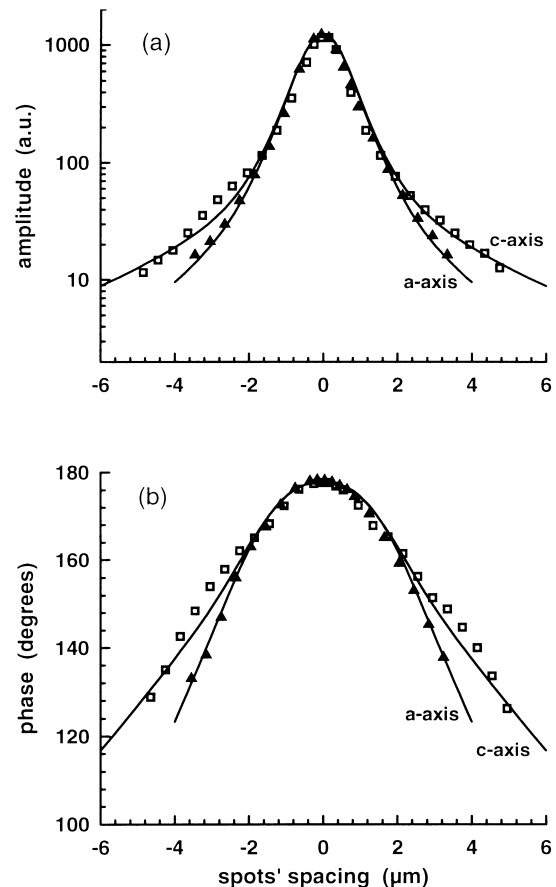 (a)
1000
100
10
amplitude (a.u.)
c-axis
a-axis
-6 -4 -2 0 2 4 6
(b)
180
160
140
120
100
phase (degrees)
a-axis
c-axis
-6 -4 -2 0 2 4 6
spots' spacing (μm)